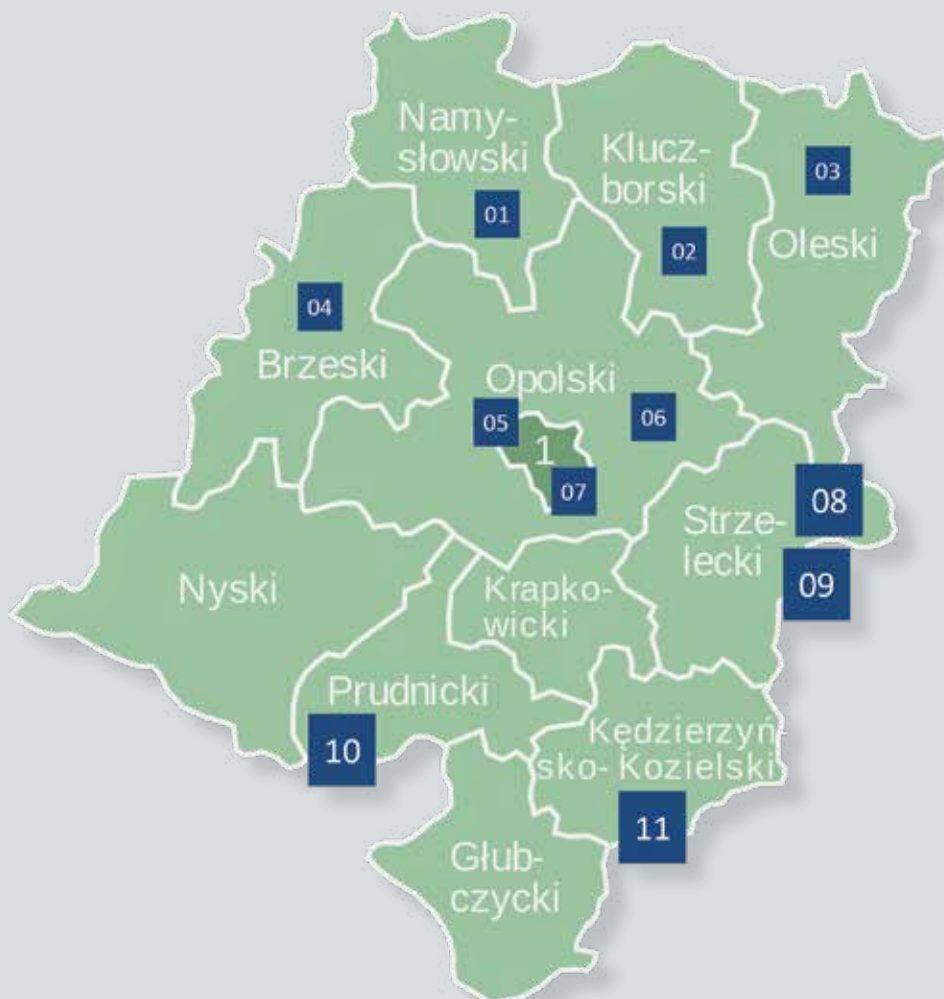 Namy-
słowski
01
Klucz-
borski
02
03
Oleski
04
Brzeski
Opolski
05
06
1
07
08
Strze-
lecki
09
Nyski
Krapko-
wicki
Prudnicki
10
Kędzierzyń
sko- Kozielski
11
Głub-
czycki